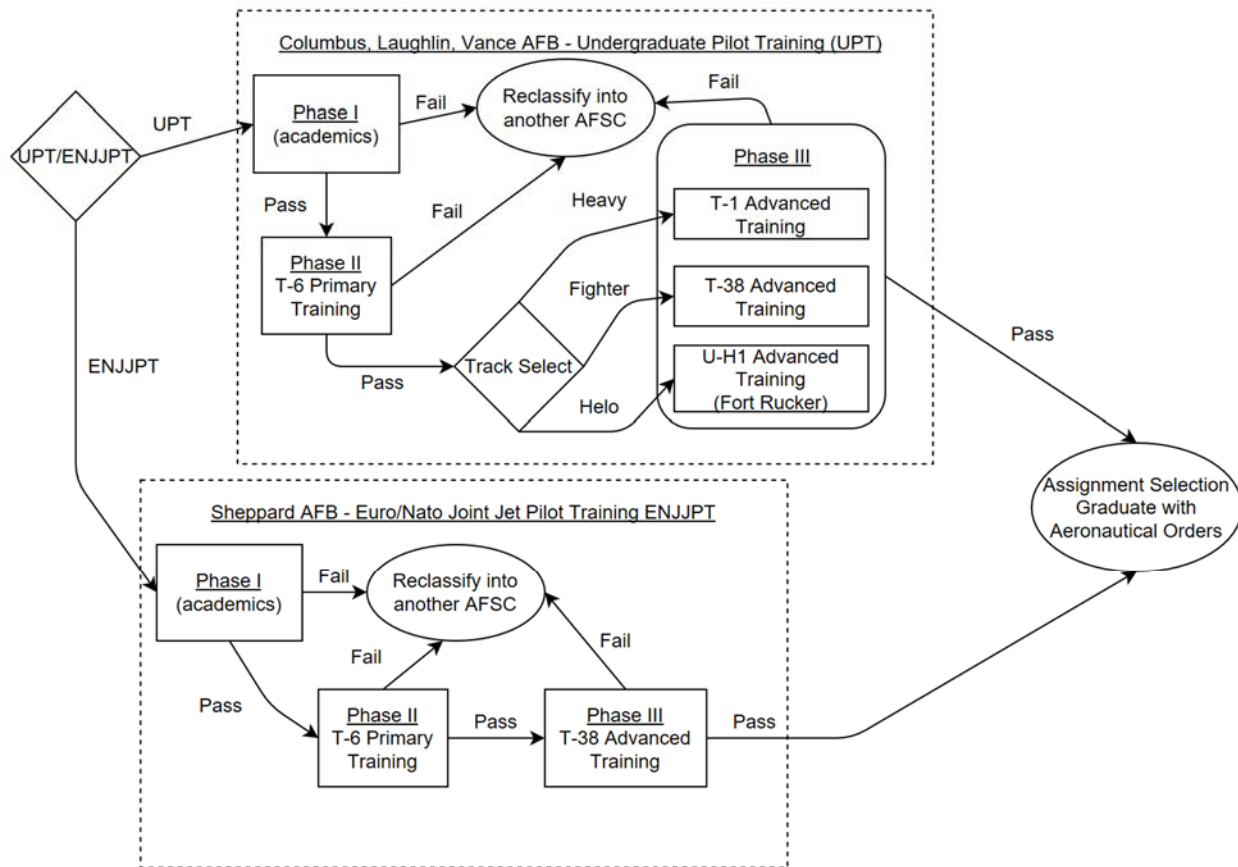 Columbus, Laughlin, Vance AFB - Undergraduate Pilot Training (UPT)
UPT/ENJJPT
UPT
ENJJPT
Phase I
(academics)
Fail
Reclassify into
another AFSC
Fail
Pass
Fail
Phase II
T-6 Primary
Training
Pass
Track Select
Heavy
Fighter
Helo
Phase III
T-1 Advanced
Training
T-38 Advanced
Training
U-H1 Advanced
Training
(Fort Rucker)
Pass
Assignment Selection
Graduate with
Aeronautical Orders
Sheppard AFB - Euro/Nato Joint Jet Pilot Training ENJJPT
Phase I
(academics)
Fail
Reclassify into
another AFSC
Pass
Fail
Fail
Phase II
T-6 Primary
Training
Pass
Phase III
T-38 Advanced
Training
Pass